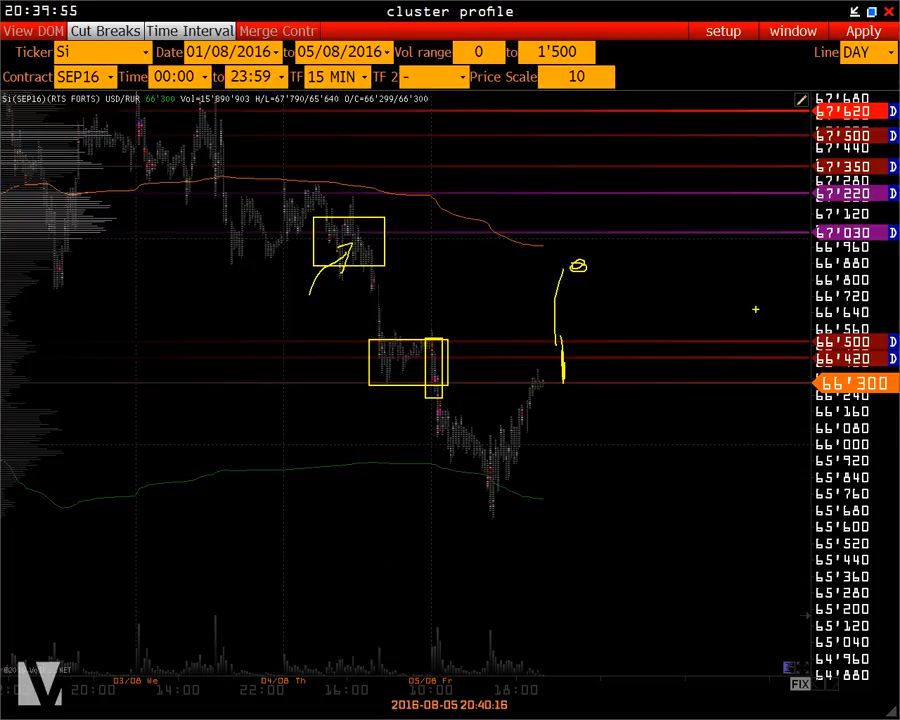 20:39:55 cluster profile
View DOM Cut Breaks Time Interval Merge Contr setup window Apply
Ticker Si Date 01/08/2016 to 05/08/2016 Vol range 0 to 1'500 Line DAY
Contract SEP16 Time 00:00 to 23:59 TF 15 MIN TF 2 - Price Scale 10
Si(SEP16)(RTS FORTS) USD/RUR 66'300 Vol=15'890'903 H/L=67'790/65'640 O/C=66'299/66'300
67'680
67'620 D
67'500 D
67'440
67'350 D
67'280
67'220 D
67'120
67'030 D
66'960
66'880
66'800
66'720
66'640
66'560
66'500 D
66'420 D
66'300
66'240
66'160
66'080
66'000
65'920
65'840
65'760
65'680
65'600
65'520
65'440
65'360
65'280
65'200
65'120
65'040
64'960
64'880
FIX
03/08 We 04/08 Th 05/08 Fr
20:00 14:00 22:00 16:00 18:00
2016-08-05 20:40:16